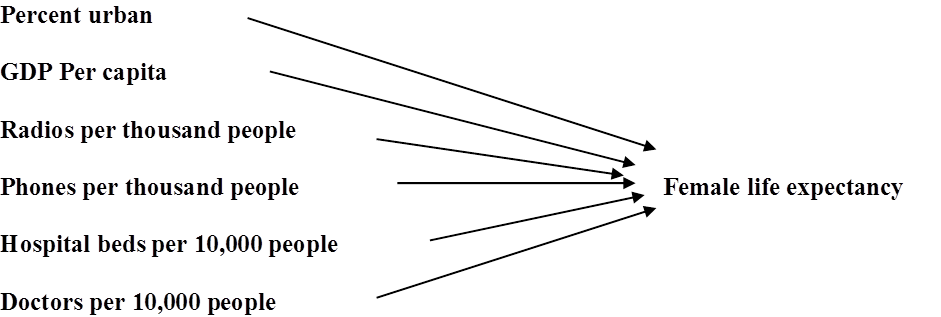 Percent urban
GDP Per capita
Radios per thousand people
Phones per thousand people
Female life expectancy
Hospital beds per 10,000 people
Doctors per 10,000 people